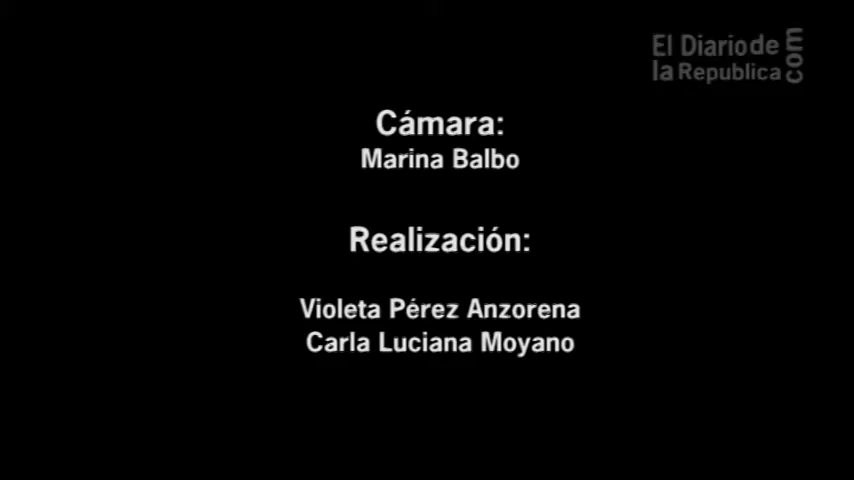 El Diario de
la Republica com
Cámara:
Marina Balbo
Realización:
Violeta Pérez Anzorena
Carla Luciana Moyano